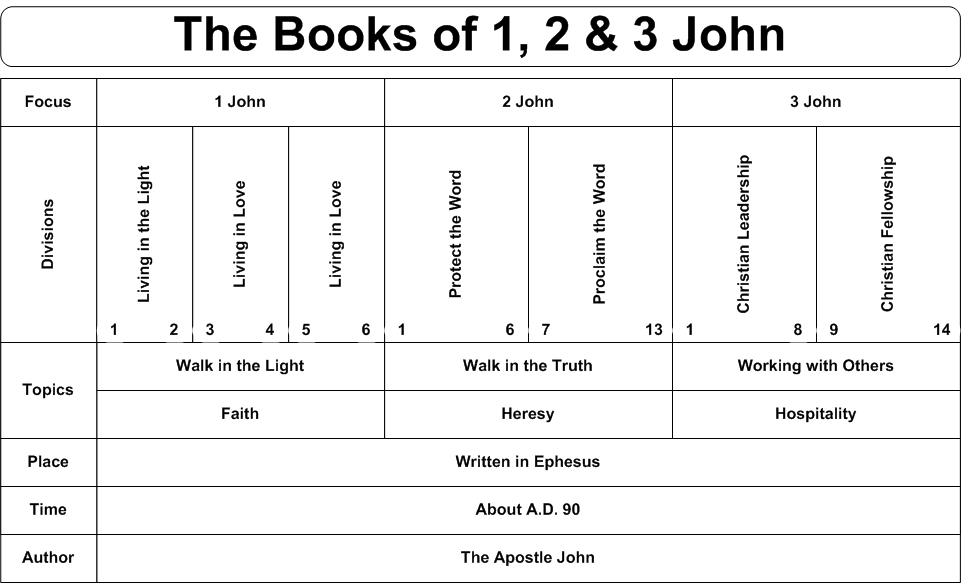 The Books of 1, 2 & 3 John
Focus
1 John
2 John
3 John
Divisions
Living in the Light
1 2
Living in Love
3 4
Living in Love
5 6
Protect the Word
1 6
Proclaim the Word
7 13
Christian Leadership
1 8
Christian Fellowship
9 14
Topics
Walk in the Light
Walk in the Truth
Working with Others
Faith
Heresy
Hospitality
Place
Written in Ephesus
Time
About A.D. 90
Author
The Apostle John